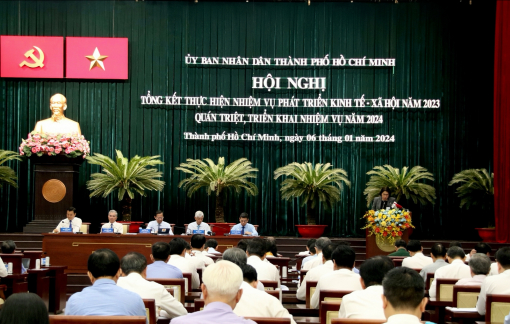 ỦY BAN NHÂN DÂN THÀNH PHỐ HỒ CHÍ MINH
HỘI NGHỊ
TỔNG KẾT THỰC HIỆN NHIỆM VỤ PHÁT TRIỂN KINH TẾ - XÃ HỘI NĂM 2023
QUÁN TRIỆT, TRIỂN KHAI NHIỆM VỤ NĂM 2024
Thành phố Hồ Chí Minh, ngày 06 tháng 01 năm 2024